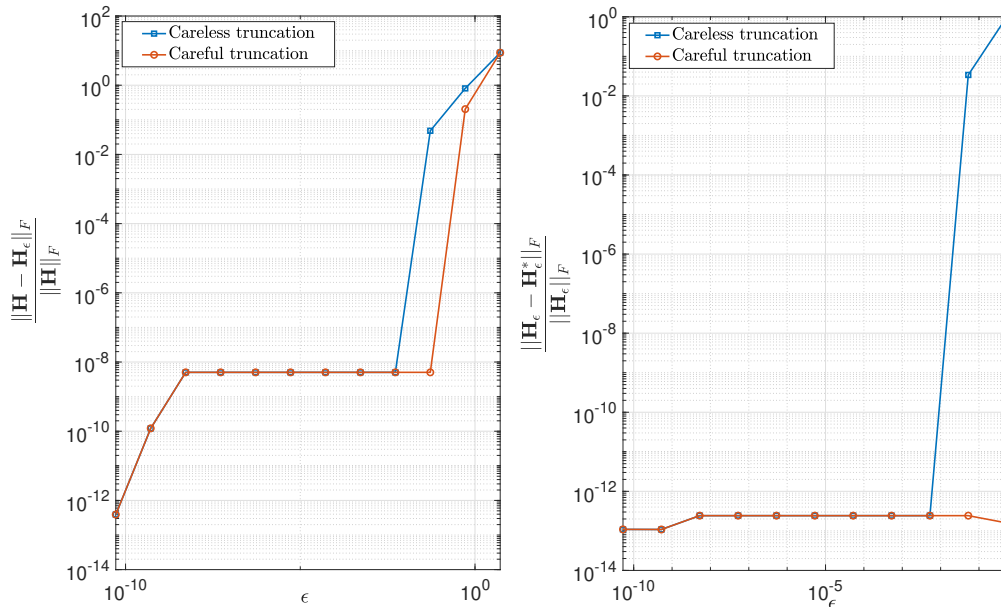 10^2
10^0
10^-2
10^-4
10^-6
10^-8
10^-10
10^-12
10^-14
||H − H_ϵ||_F
||H||_F
Careless truncation
Careful truncation
10^-10
ϵ
10^0
10^0
10^-2
10^-4
10^-6
10^-8
10^-10
10^-12
10^-14
||H_ϵ − H_ϵ^*||_F
||H_ϵ||_F
Careless truncation
Careful truncation
10^-10
10^-5
ϵ